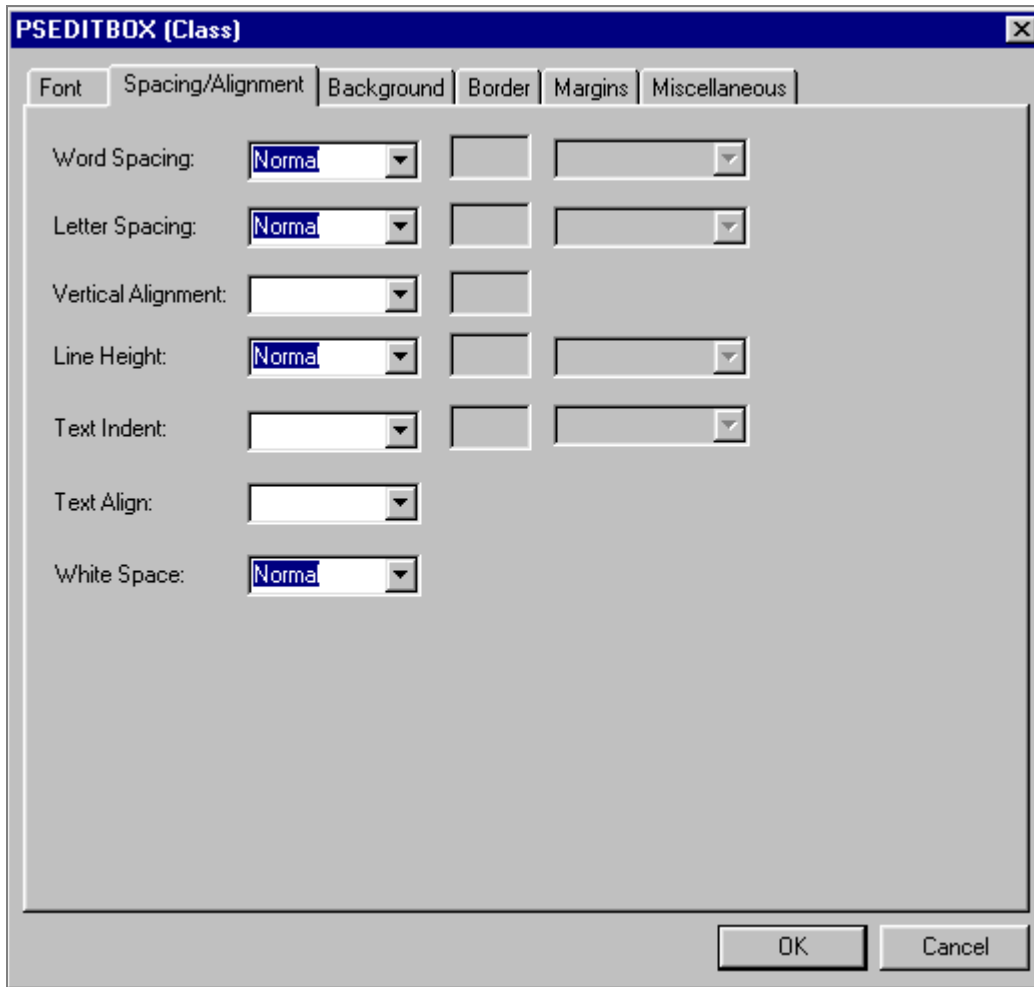 PSEDITBOX (Class)
Font Spacing/Alignment Background Border Margins Miscellaneous
Word Spacing: Normal
Letter Spacing: Normal
Vertical Alignment:
Line Height: Normal
Text Indent:
Text Align:
White Space: Normal
OK Cancel